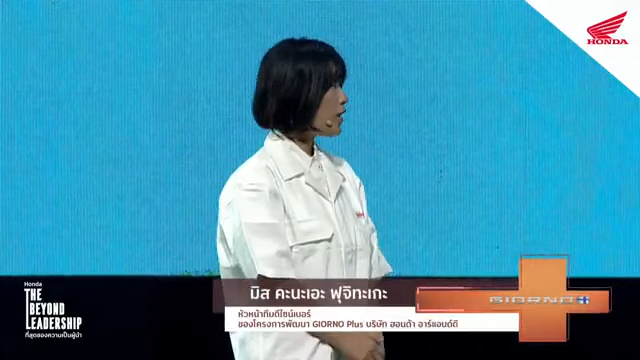 HONDA
มิส คะนะเอะ ฟุจิทะเกะ
หัวหน้าทีมดีไซน์เนอร์
ของโครงการพัฒนา GIORNO Plus บริษัท ฮอนด้า อาร์แอนด์ดี
GIORNO+
Honda
THE
BEYOND
LEADERSHIP
ที่สุดของความเป็นผู้นำ